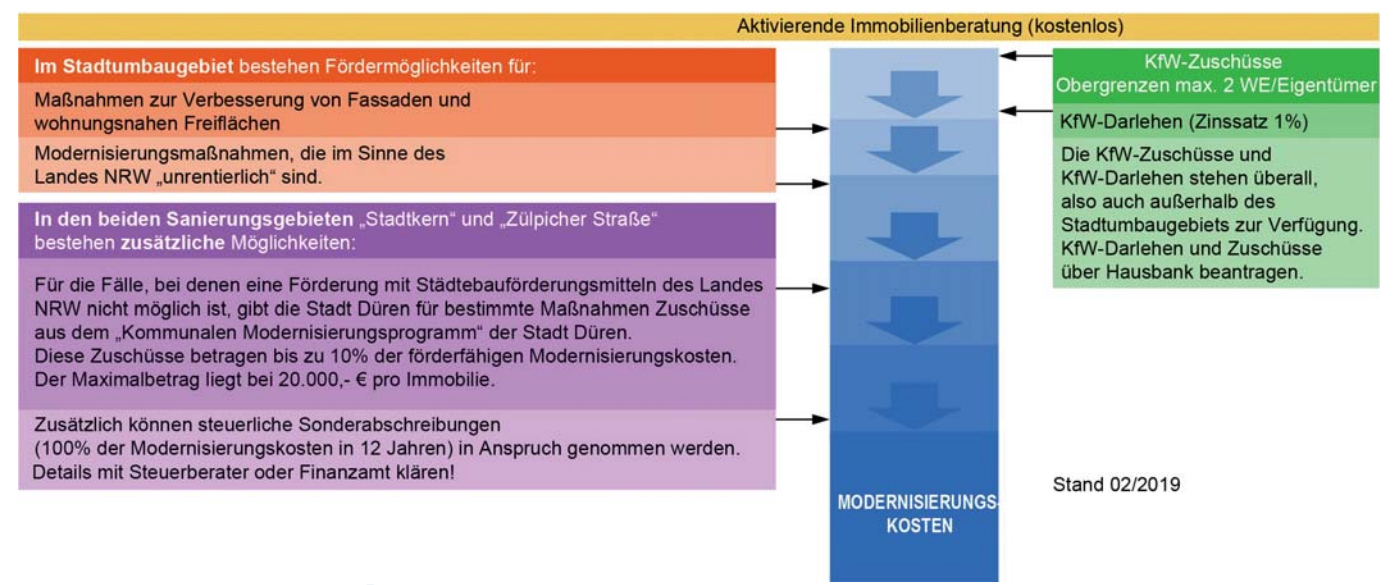 Aktivierende Immobilienberatung (kostenlos)
Im Stadtumbaugebiet bestehen Fördermöglichkeiten für:
Maßnahmen zur Verbesserung von Fassaden und
wohnungsnahen Freiflächen
Modernisierungsmaßnahmen, die im Sinne des
Landes NRW „unrentierlich“ sind.
In den beiden Sanierungsgebieten „Stadtkern“ und „Zülpicher Straße“
bestehen zusätzliche Möglichkeiten:
Für die Fälle, bei denen eine Förderung mit Städtebauförderungsmitteln des Landes
NRW nicht möglich ist, gibt die Stadt Düren für bestimmte Maßnahmen Zuschüsse
aus dem „Kommunalen Modernisierungsprogramm“ der Stadt Düren.
Diese Zuschüsse betragen bis zu 10% der förderfähigen Modernisierungskosten.
Der Maximalbetrag liegt bei 20.000,- € pro Immobilie.
Zusätzlich können steuerliche Sonderabschreibungen
(100% der Modernisierungskosten in 12 Jahren) in Anspruch genommen werden.
Details mit Steuerberater oder Finanzamt klären!
MODERNISIERUNGS-
KOSTEN
KfW-Zuschüsse
Obergrenzen max. 2 WE/Eigentümer
KfW-Darlehen (Zinssatz 1%)
Die KfW-Zuschüsse und
KfW-Darlehen stehen überall,
also auch außerhalb des
Stadtumbaugebiets zur Verfügung.
KfW-Darlehen und Zuschüsse
über Hausbank beantragen.
Stand 02/2019